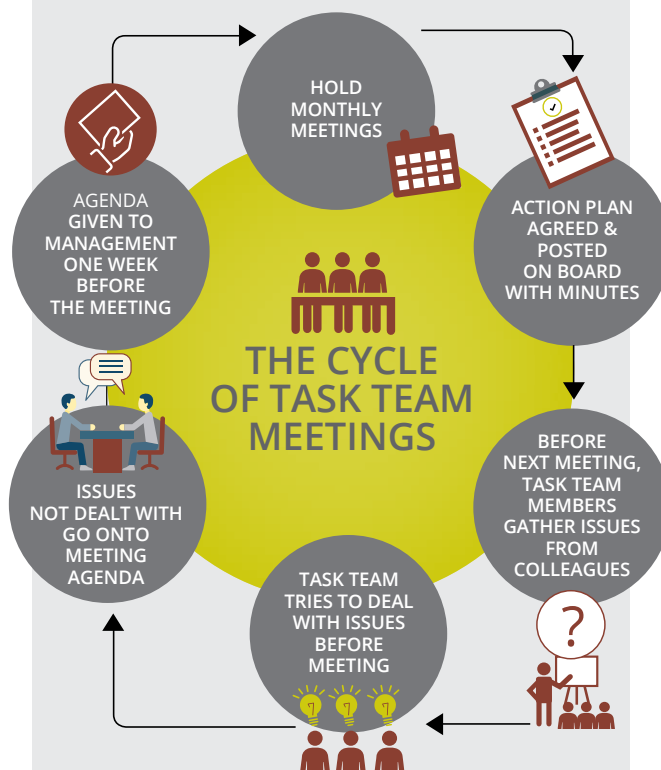 HOLD
MONTHLY
MEETINGS
ACTION PLAN
AGREED &
POSTED
ON BOARD
WITH MINUTES
BEFORE
NEXT MEETING,
TASK TEAM
MEMBERS
GATHER ISSUES
FROM
COLLEAGUES
?
TASK TEAM
TRIES TO DEAL
WITH ISSUES
BEFORE
MEETING
ISSUES
NOT DEALT WITH
GO ONTO
MEETING
AGENDA
AGENDA
GIVEN TO
MANAGEMENT
ONE WEEK
BEFORE
THE MEETING
THE CYCLE
OF TASK TEAM
MEETINGS